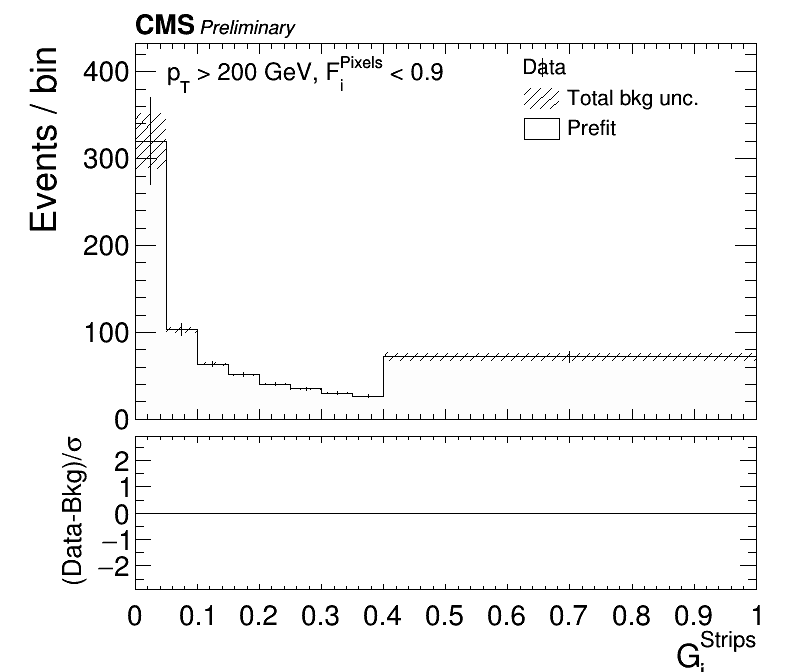 CMS Preliminary
Events / bin
400
300
200
100
0
p_T > 200 GeV, F_i^Pixels < 0.9
Data
Total bkg unc.
Prefit
(Data-Bkg)/σ
2
1
0
−1
−2
0 0.1 0.2 0.3 0.4 0.5 0.6 0.7 0.8 0.9 1
G_i^Strips